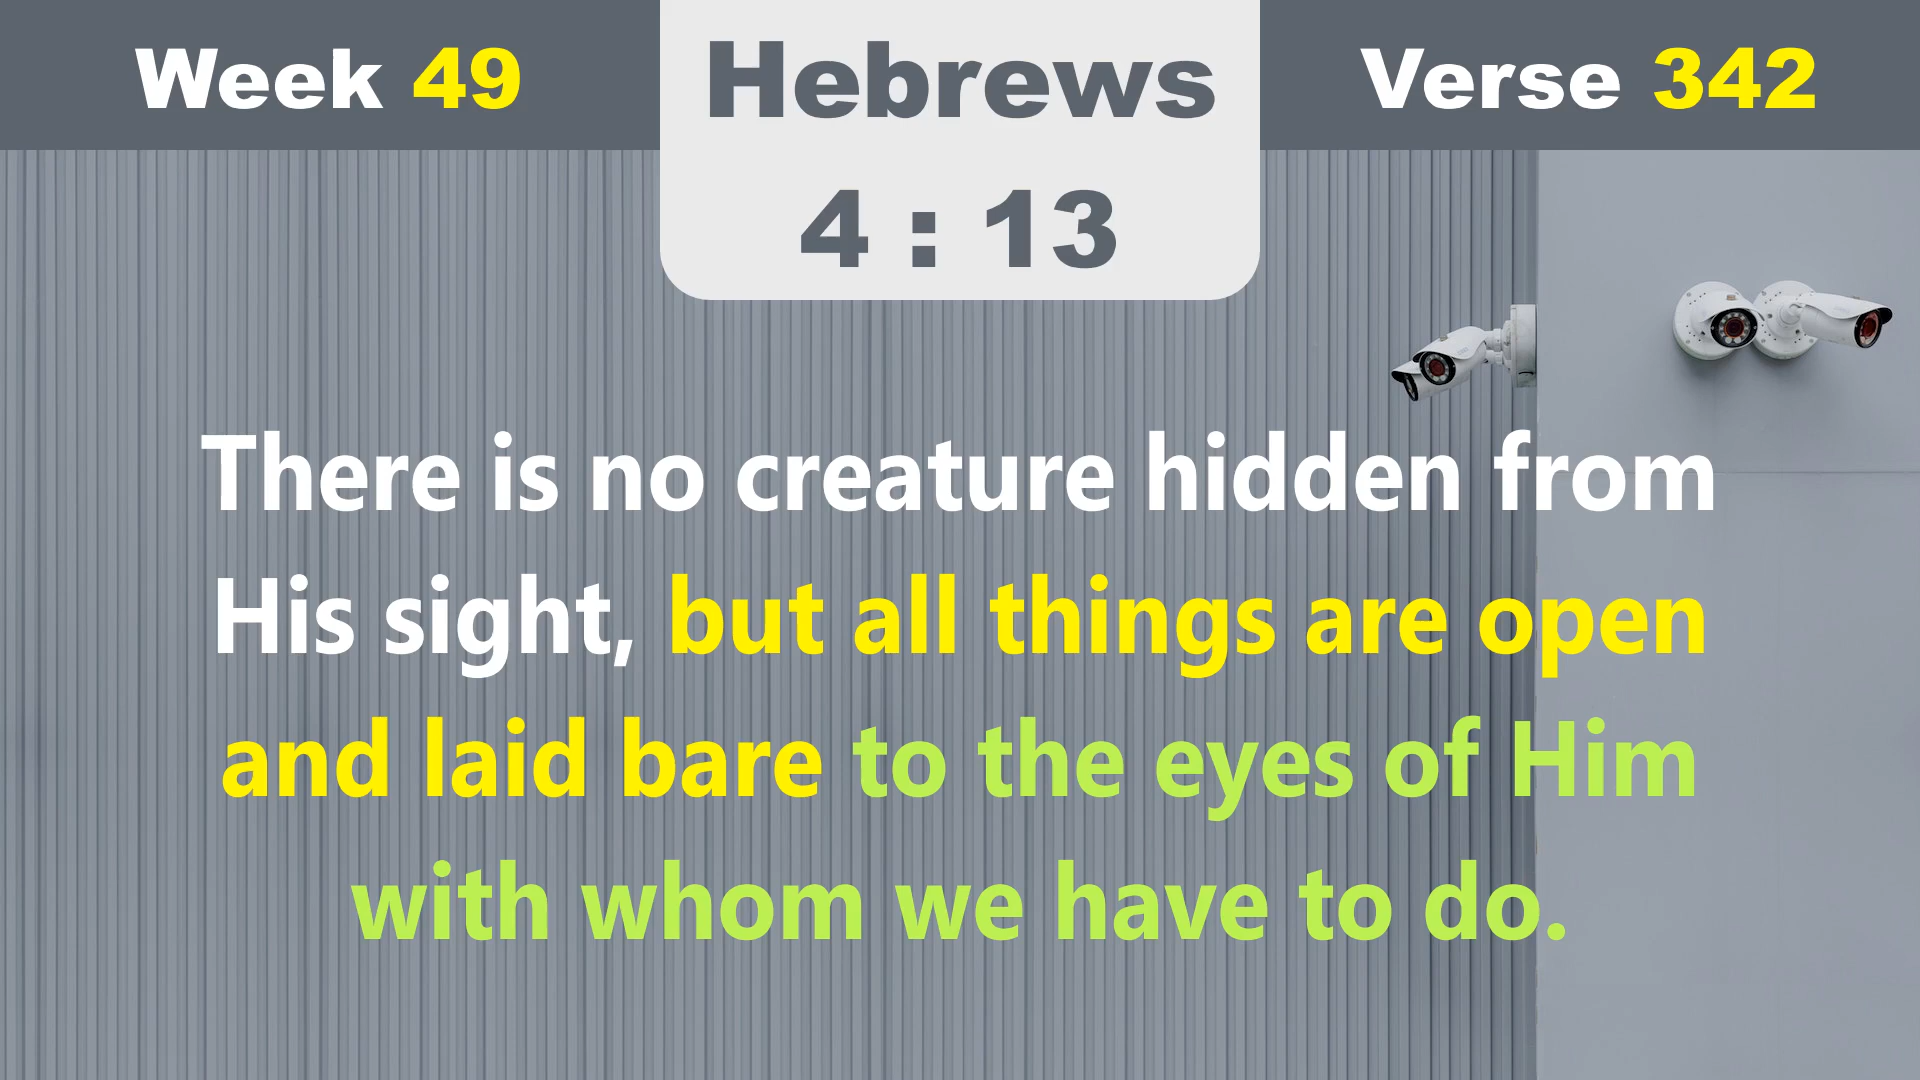 Week 49
Hebrews
4 : 13
Verse 342
There is no creature hidden from
His sight, but all things are open
and laid bare to the eyes of Him
with whom we have to do.